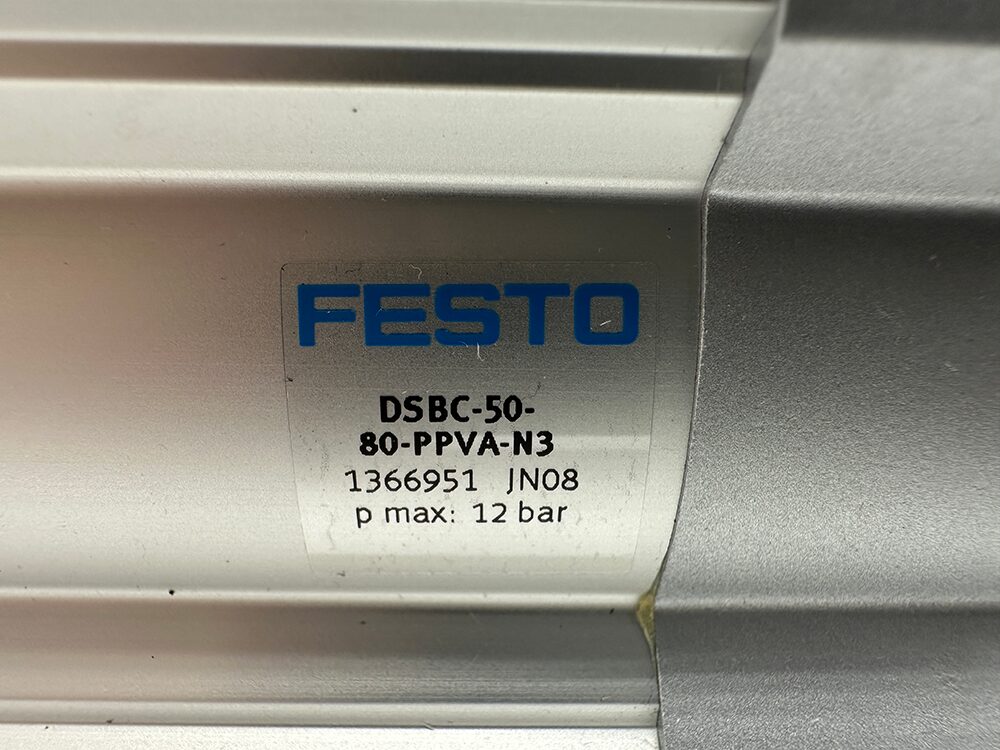 FESTO
DSBC-50-
80-PPVA-N3
1366951 JN08
p max: 12 bar